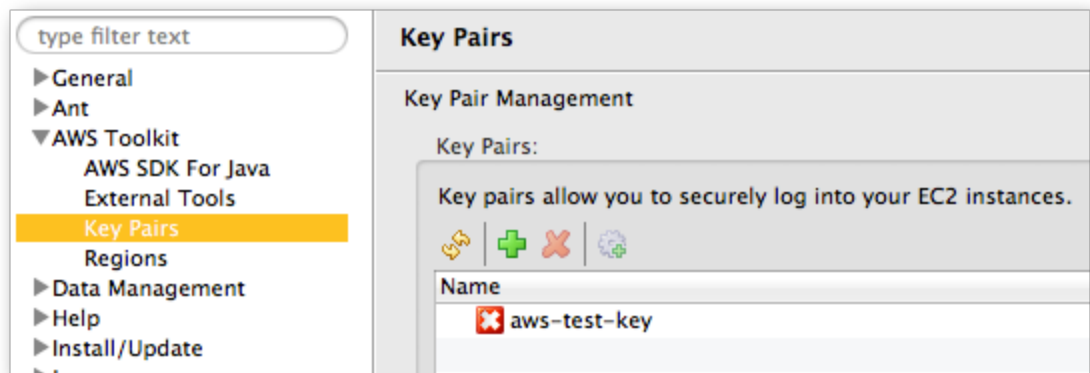 type filter text
General
Ant
AWS Toolkit
AWS SDK For Java
External Tools
Key Pairs
Regions
Data Management
Help
Install/Update
Key Pairs
Key Pair Management
Key Pairs:
Key pairs allow you to securely log into your EC2 instances.
Name
aws-test-key